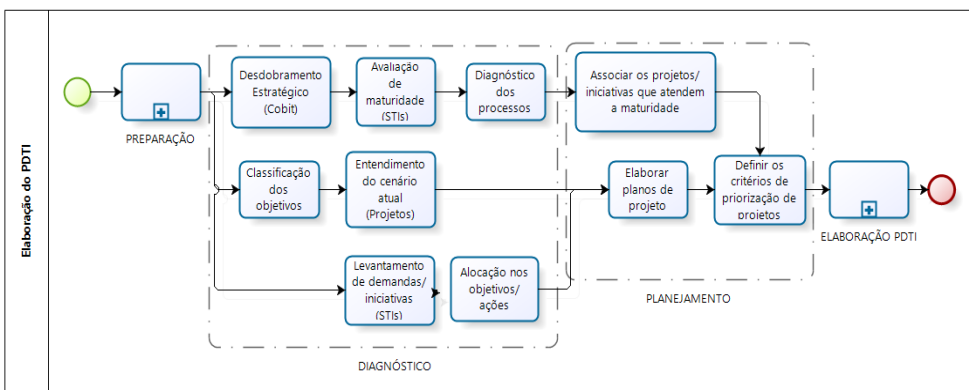 Elaboração do PDTI
PREPARAÇÃO
Desdobramento
Estratégico
(Cobit)
Avaliação
de
maturidade
(STIs)
Diagnóstico
dos
processos
Associar os projetos/
iniciativas que atendem
a maturidade
Classificação
dos
objetivos
Entendimento
do cenário
atual
(Projetos)
Elaborar
planos de
projeto
Definir os
critérios de
priorização de
projetos
ELABORAÇÃO PDTI
Levantamento
de demandas/
iniciativas
(STIs)
Alocação nos
objetivos/
ações
PLANEJAMENTO
DIAGNÓSTICO